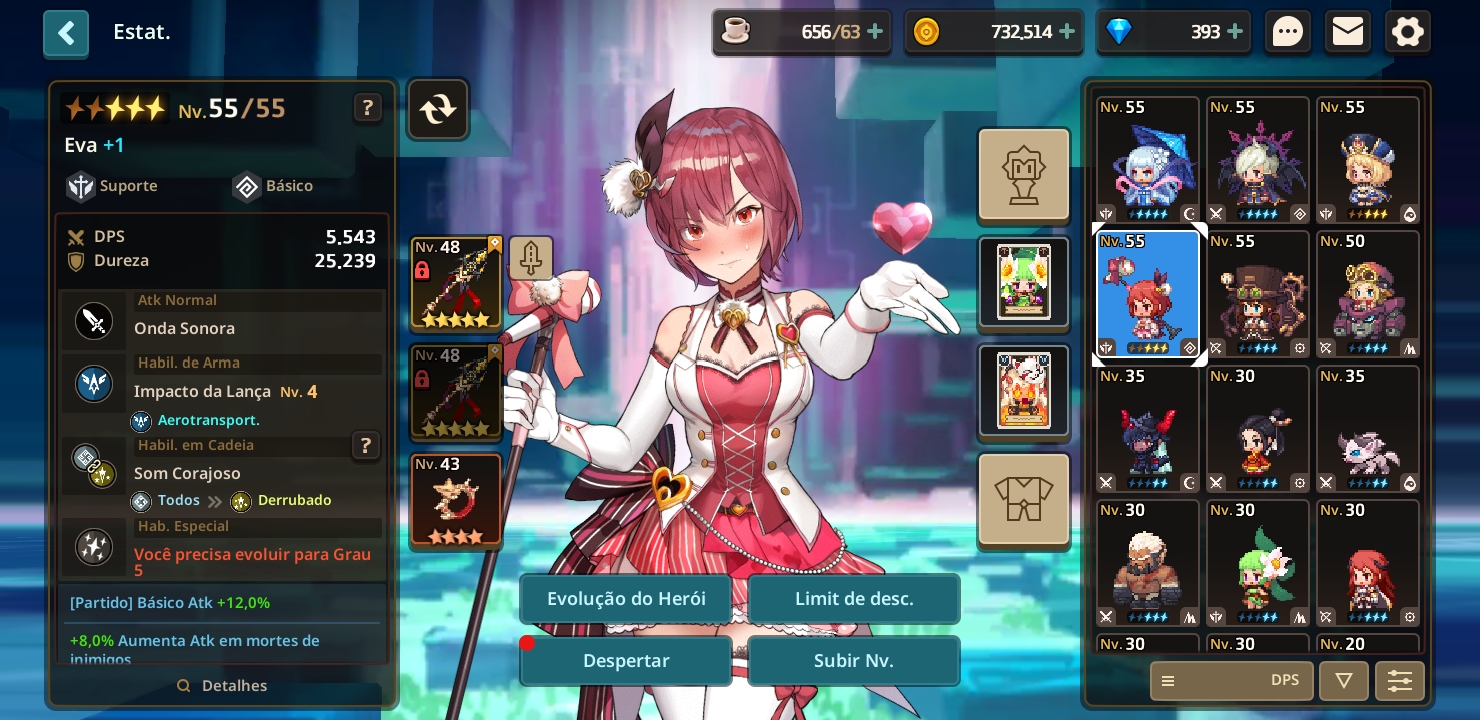 Estat.
656/63
732,514
393
Nv.55/55
?
Eva +1
Suporte
Básico
DPS
5,543
Dureza
25,239
Atk Normal
Onda Sonora
Habil. de Arma
Impacto da Lança Nv. 4
Aerotransport.
Habil. em Cadeia
?
Som Corajoso
Todos
Derrubado
Hab. Especial
Você precisa evoluir para Grau
5
[Partido] Básico Atk +12,0%
+8,0% Aumenta Atk em mortes de
inimigos
Detalhes
Nv.48
Nv.48
Nv.43
Evolução do Herói
Limit de desc.
Despertar
Subir Nv.
Nv.55
Nv.55
Nv.55
Nv.55
Nv.55
Nv.50
Nv.35
Nv.30
Nv.35
Nv.30
Nv.30
Nv.30
Nv.30
Nv.30
Nv.20
DPS